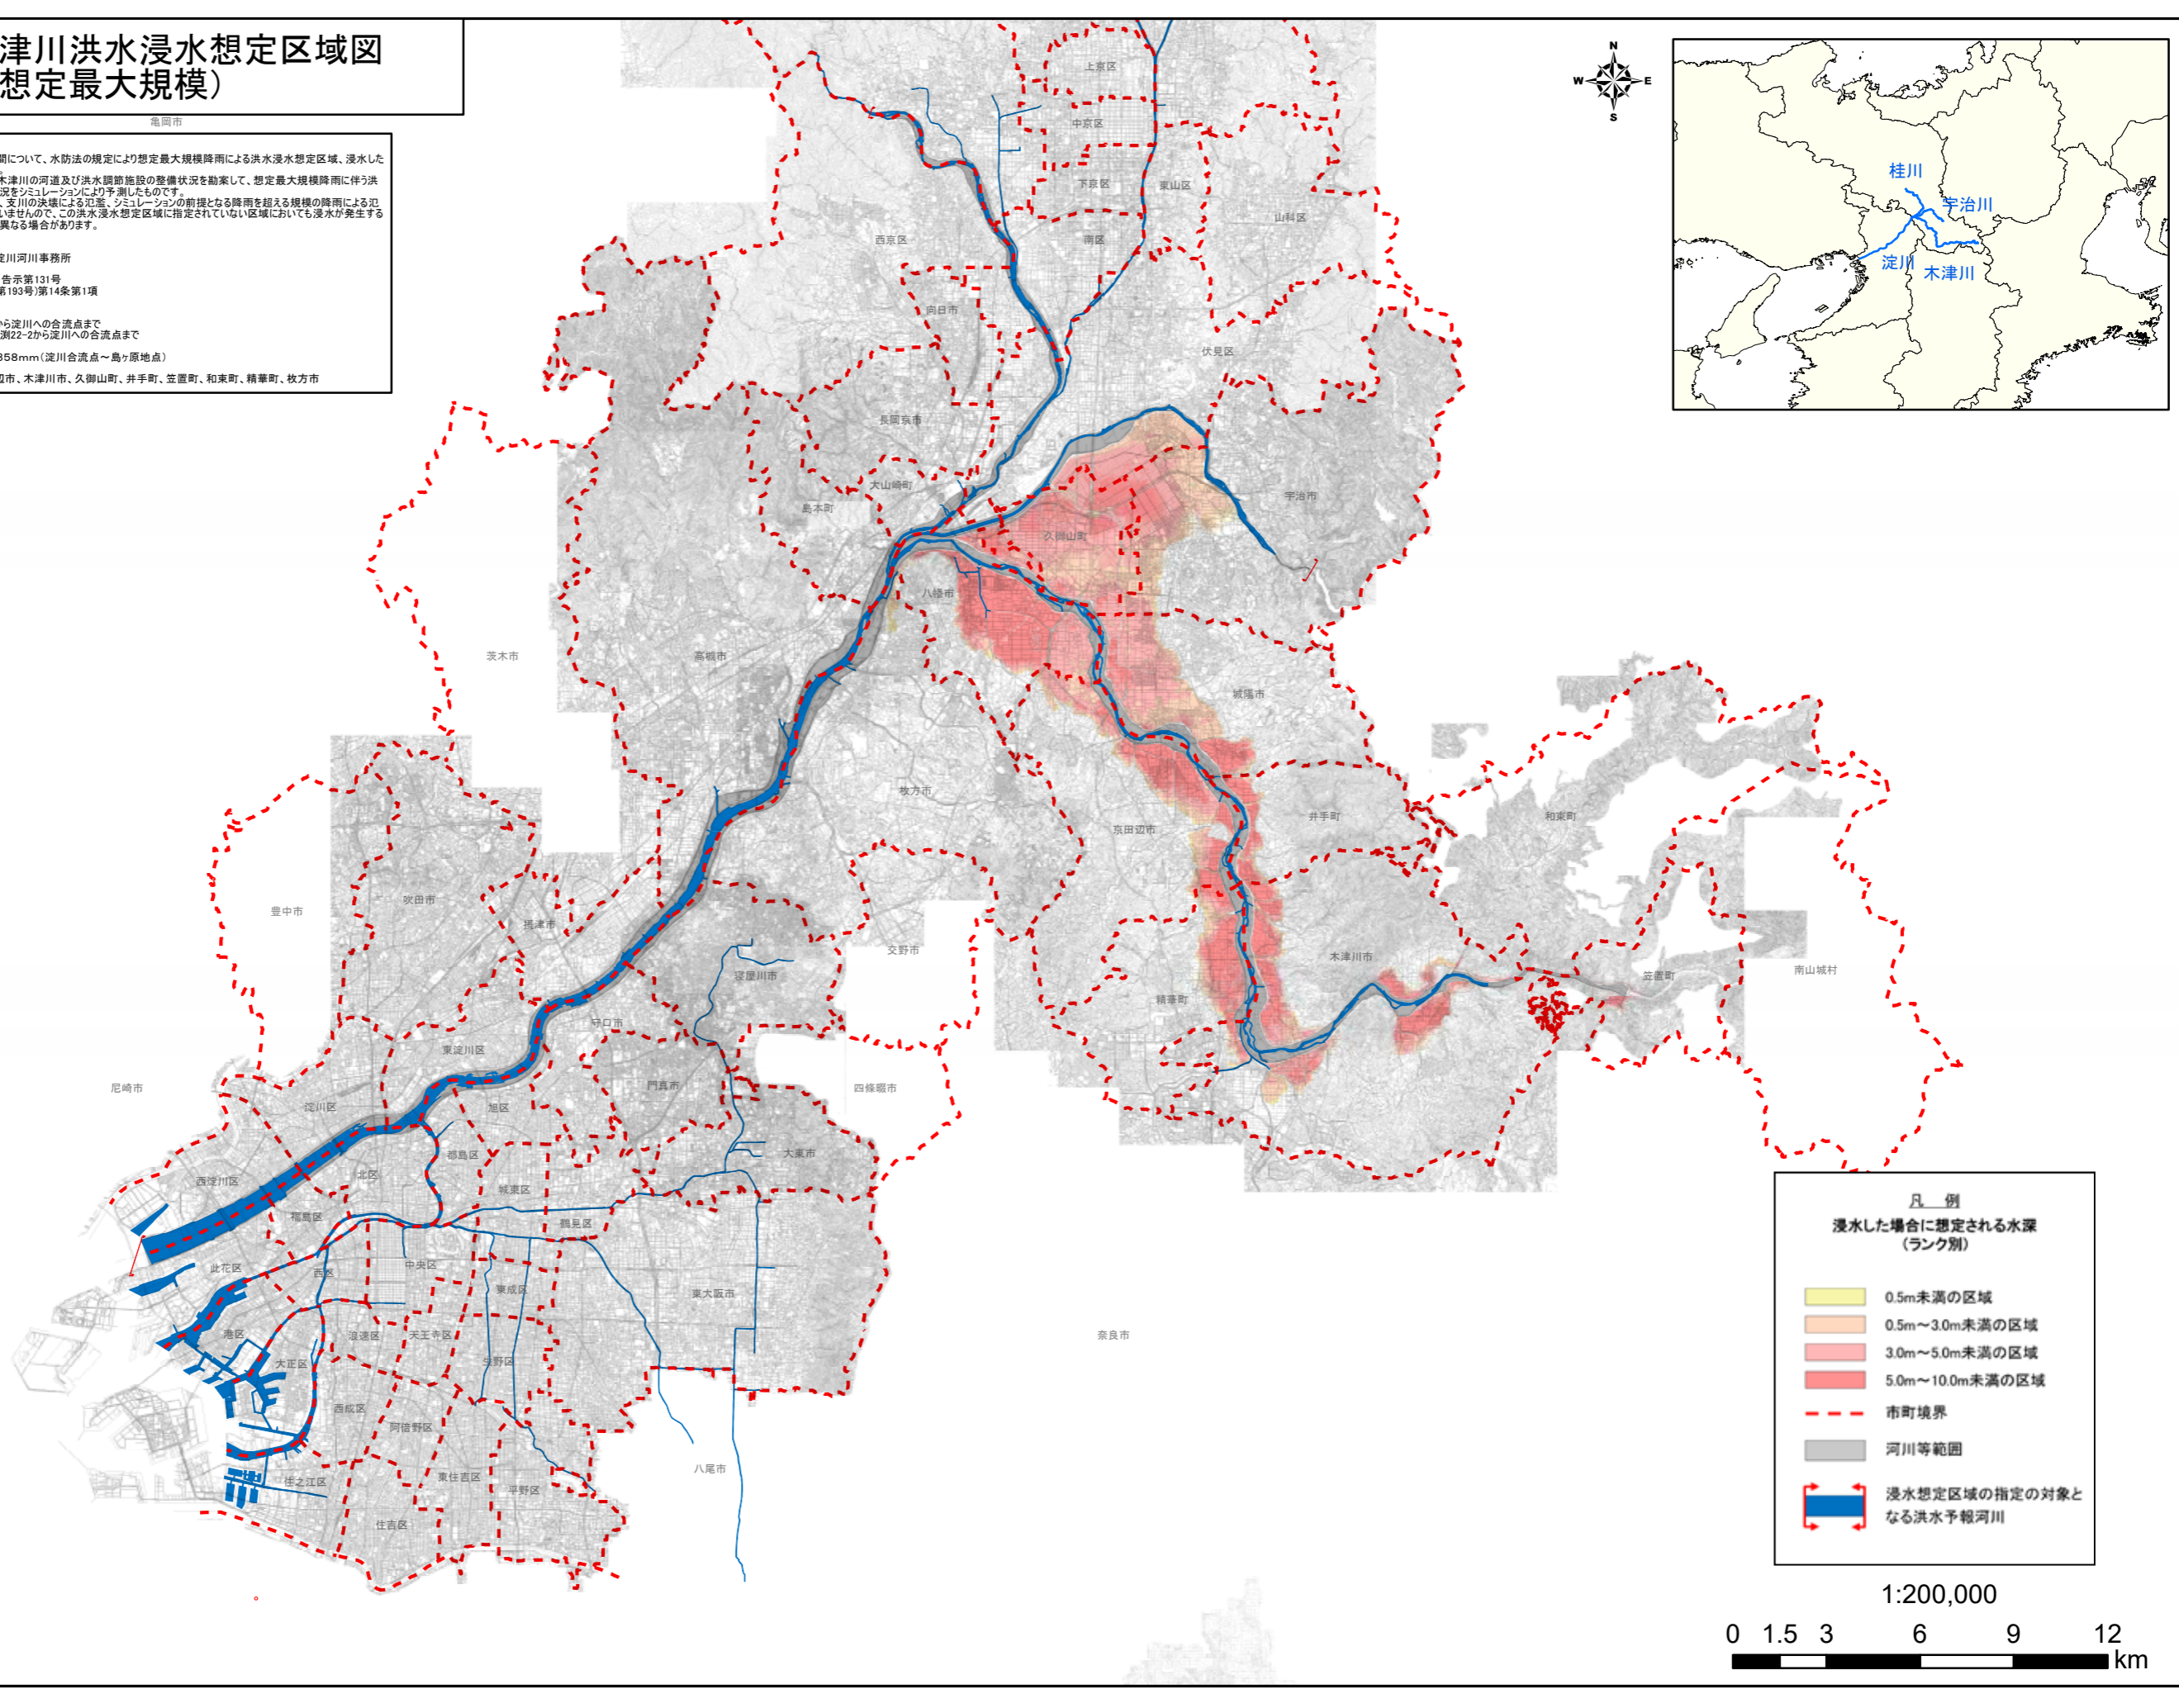 津川洪水浸水想定区域図
想定最大規模）
間について、水防法の規定により想定最大規模降雨による洪水浸水想定区域、浸水した
木津川の河道及び洪水調節施設の整備状況を勘案して、想定最大規模降雨に伴う洪
況をシミュレーションにより予測したものです。
、支川の決壊による氾濫、シミュレーションの前提となる降雨を超える規模の降雨による氾
いませんので、この洪水浸水想定区域に指定されていない区域においても浸水が発生する
異なる場合があります。
淀川河川事務所
告示第131号
第193号）第14条第1項
から淀川への合流点まで
測22-2から淀川への合流点まで
358mm（淀川合流点～島ヶ原地点）
辺市、木津川市、久御山町、井手町、笠置町、和束町、精華町、枚方市
亀岡市
上京区
中京区
下京区
東山区
山科区
西京区
南区
向日市
伏見区
長岡京市
大山崎町
島本町
宇治市
久御山町
八幡市
茨木市
高槻市
城陽市
枚方市
京田辺市
井手町
和束町
豊中市
吹田市
摂津市
交野市
寝屋川市
木津川市
笠置町
南山城村
精華町
守口市
東淀川区
門真市
四條畷市
尼崎市
淀川区
旭区
都島区
大東市
西淀川区
北区
城東区
福島区
鶴見区
此花区
西区
中央区
東成区
東大阪市
港区
浪速区
天王寺区
生野区
大正区
奈良市
西成区
阿倍野区
八尾市
住之江区
東住吉区
平野区
住吉区
N
W
E
S
桂川
宇治川
淀川
木津川
凡 例
浸水した場合に想定される水深
（ランク別）
0.5m未満の区域
0.5m～3.0m未満の区域
3.0m～5.0m未満の区域
5.0m～10.0m未満の区域
市町境界
河川等範囲
浸水想定区域の指定の対象と
なる洪水予報河川
1:200,000
0 1.5 3 6 9 12
km